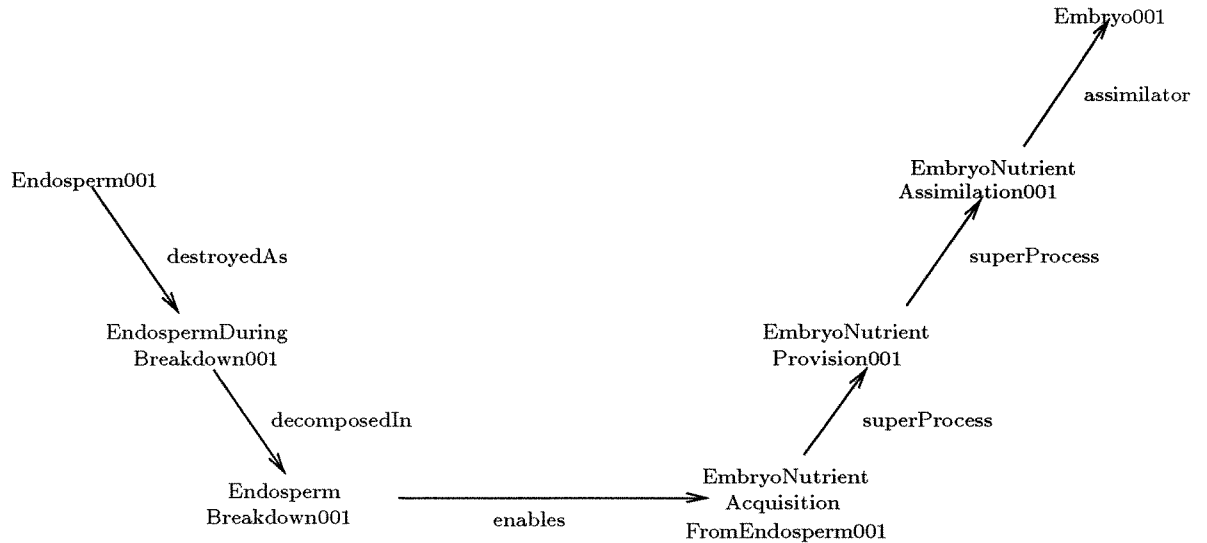 Embryo001
assimilator
Endosperm001
EmbryoNutrient
Assimilation001
destroyedAs
superProcess
EndospermDuring
Breakdown001
EmbryoNutrient
Provision001
decomposedIn
superProcess
Endosperm
Breakdown001
enables
EmbryoNutrient
Acquisition
FromEndosperm001